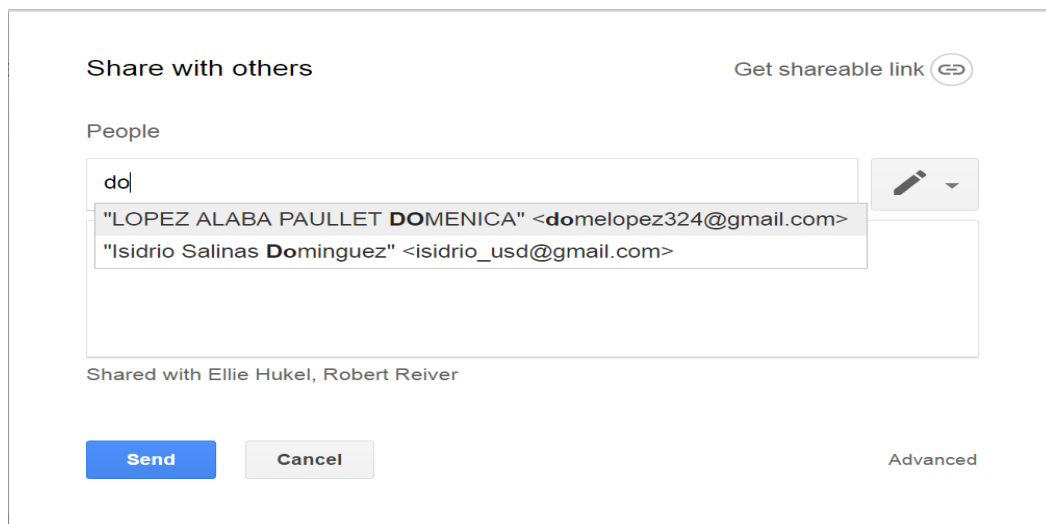 Share with others
Get shareable link
People
do
"LOPEZ ALABA PAULLET DOMENICA" <domelopez324@gmail.com>
"Isidrio Salinas Dominguez" <isidrio_usd@gmail.com>
Shared with Ellie Hukel, Robert Reiver
Send
Cancel
Advanced